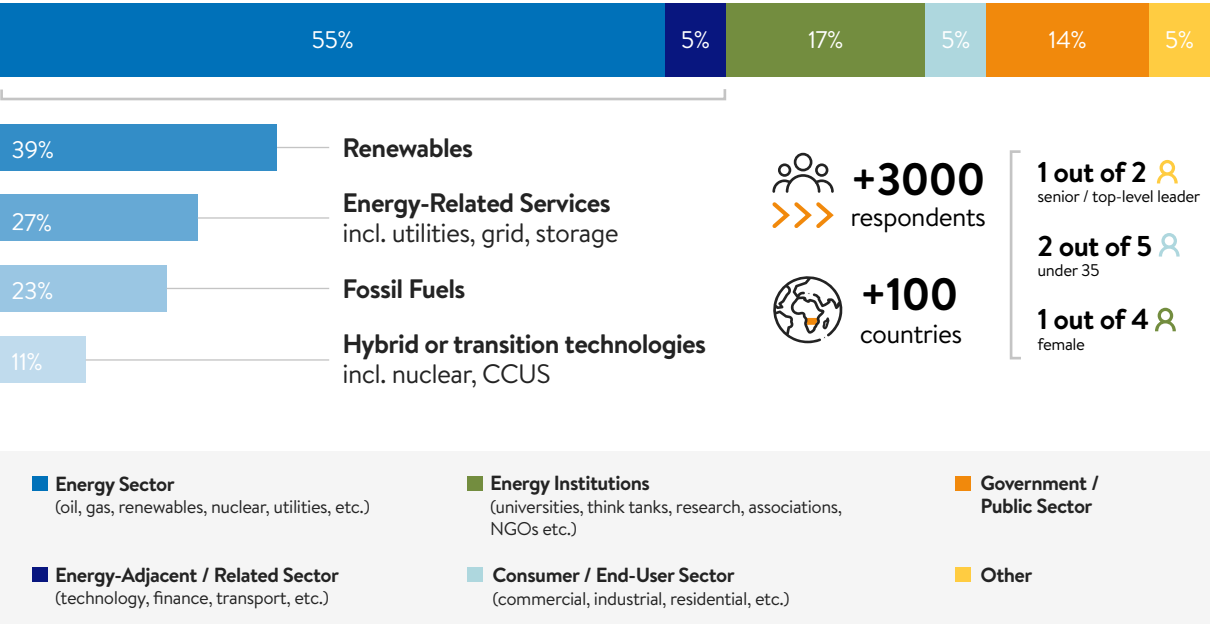 55%
5%
17%
5%
14%
5%
39%
Renewables
27%
Energy-Related Services
incl. utilities, grid, storage
23%
Fossil Fuels
11%
Hybrid or transition technologies
incl. nuclear, CCUS
+3000
respondents
+100
countries
1 out of 2
senior / top-level leader
2 out of 5
under 35
1 out of 4
female
Energy Sector
(oil, gas, renewables, nuclear, utilities, etc.)
Energy Institutions
(universities, think tanks, research, associations,
NGOs etc.)
Government /
Public Sector
Energy-Adjacent / Related Sector
(technology, finance, transport, etc.)
Consumer / End-User Sector
(commercial, industrial, residential, etc.)
Other